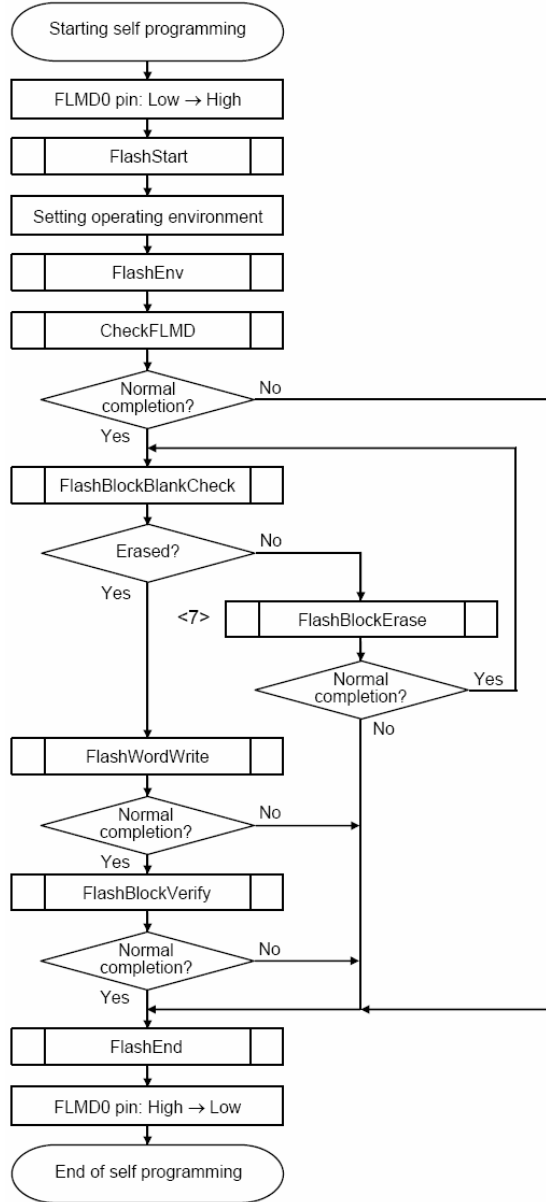 Starting self programming
FLMD0 pin: Low → High
FlashStart
Setting operating environment
FlashEnv
CheckFLMD
Normal
completion?
No
Yes
FlashBlockBlankCheck
Erased?
No
Yes
<7>
FlashBlockErase
Normal
completion?
Yes
No
FlashWordWrite
Normal
completion?
No
Yes
FlashBlockVerify
Normal
completion?
No
Yes
FlashEnd
FLMD0 pin: High → Low
End of self programming